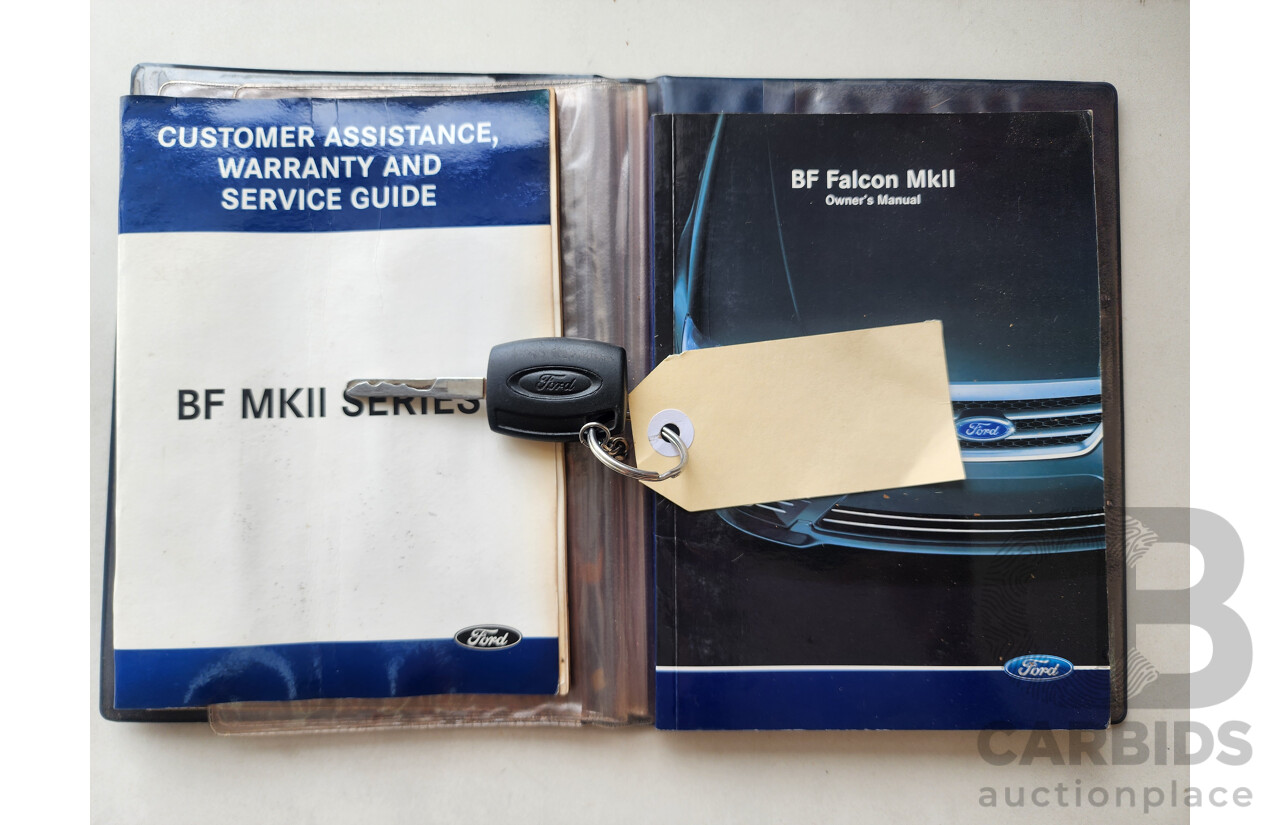 CUSTOMER ASSISTANCE,
WARRANTY AND
SERVICE GUIDE
BF MKII SERIES
Ford
Ford
BF Falcon MkII
Owner's Manual
Ford
Ford
B
CARBIDS
auctionplace